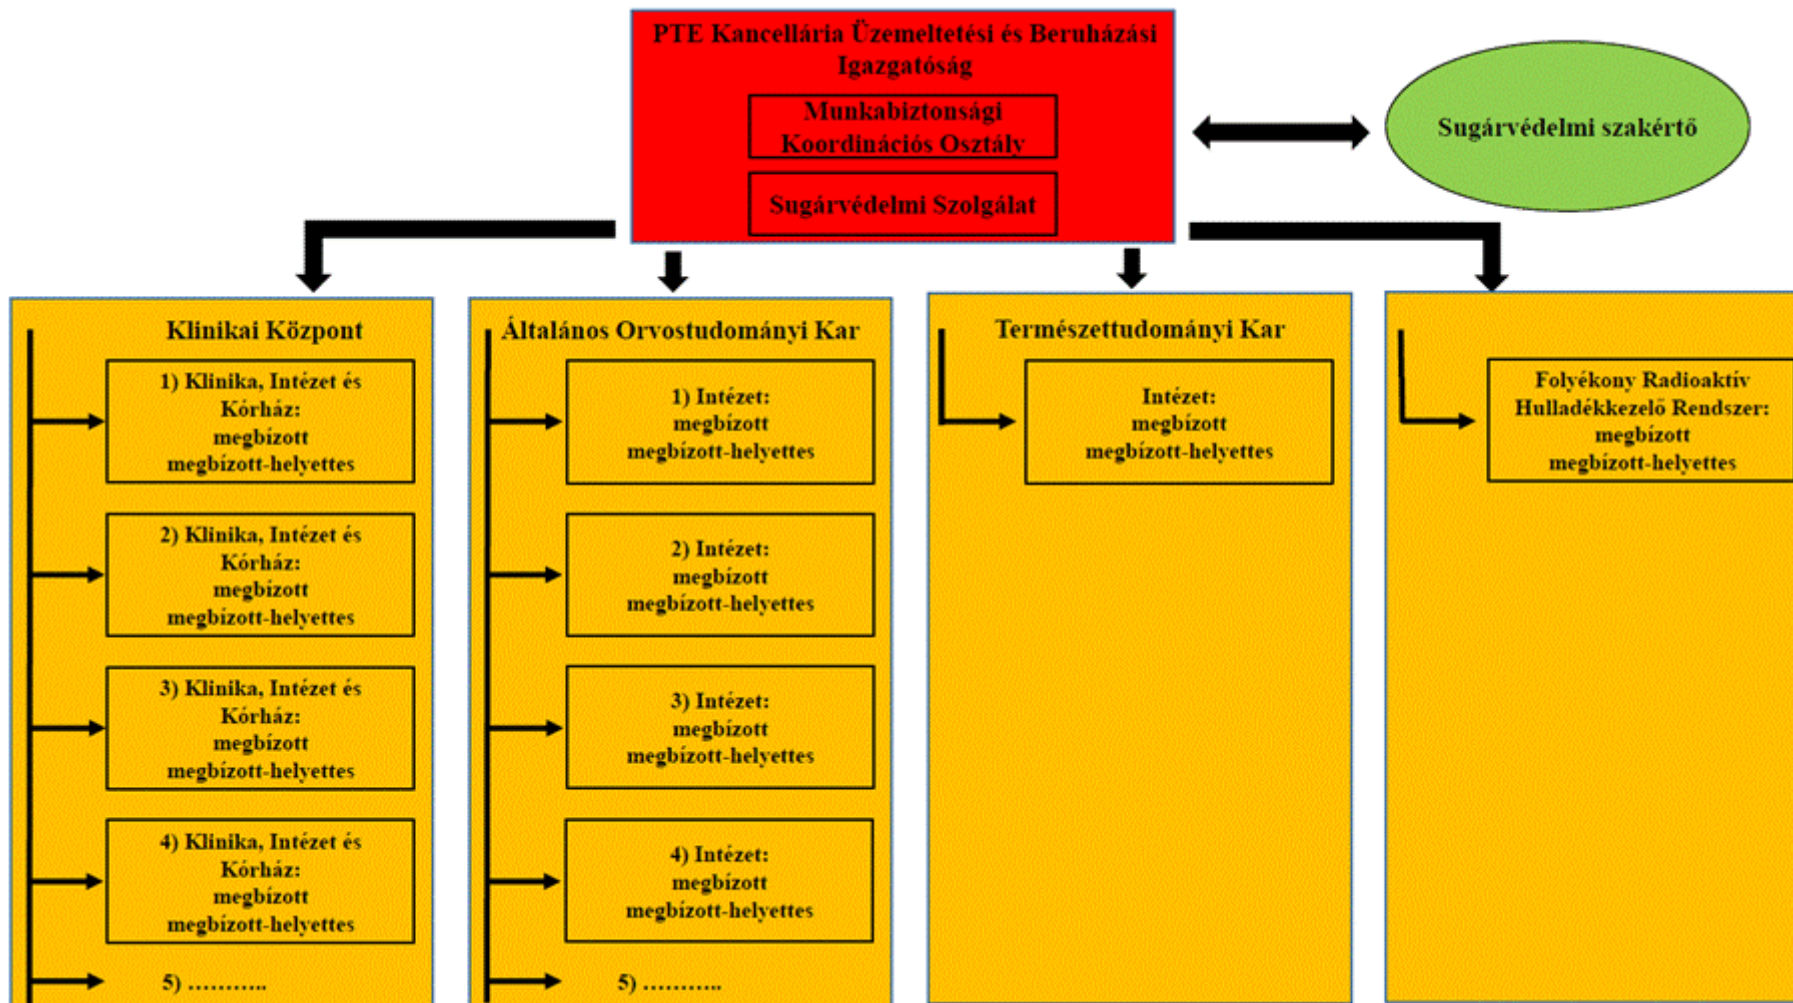 PTE Kancellária Üzemeltetési és Beruházási
Igazgatóság
Munkabiztonsági
Koordinációs Osztály
Sugárvédelmi Szolgálat
Sugárvédelmi szakértő
Klinikai Központ
1) Klinika, Intézet és
Kórház:
megbízott
megbízott-helyettes
2) Klinika, Intézet és
Kórház:
megbízott
megbízott-helyettes
3) Klinika, Intézet és
Kórház:
megbízott
megbízott-helyettes
4) Klinika, Intézet és
Kórház:
megbízott
megbízott-helyettes
5) ………..
Általános Orvostudományi Kar
1) Intézet:
megbízott
megbízott-helyettes
2) Intézet:
megbízott
megbízott-helyettes
3) Intézet:
megbízott
megbízott-helyettes
4) Intézet:
megbízott
megbízott-helyettes
5) ………..
Természettudományi Kar
Intézet:
megbízott
megbízott-helyettes
Folyékony Radioaktív
Hulladékkezelő Rendszer:
megbízott
megbízott-helyettes